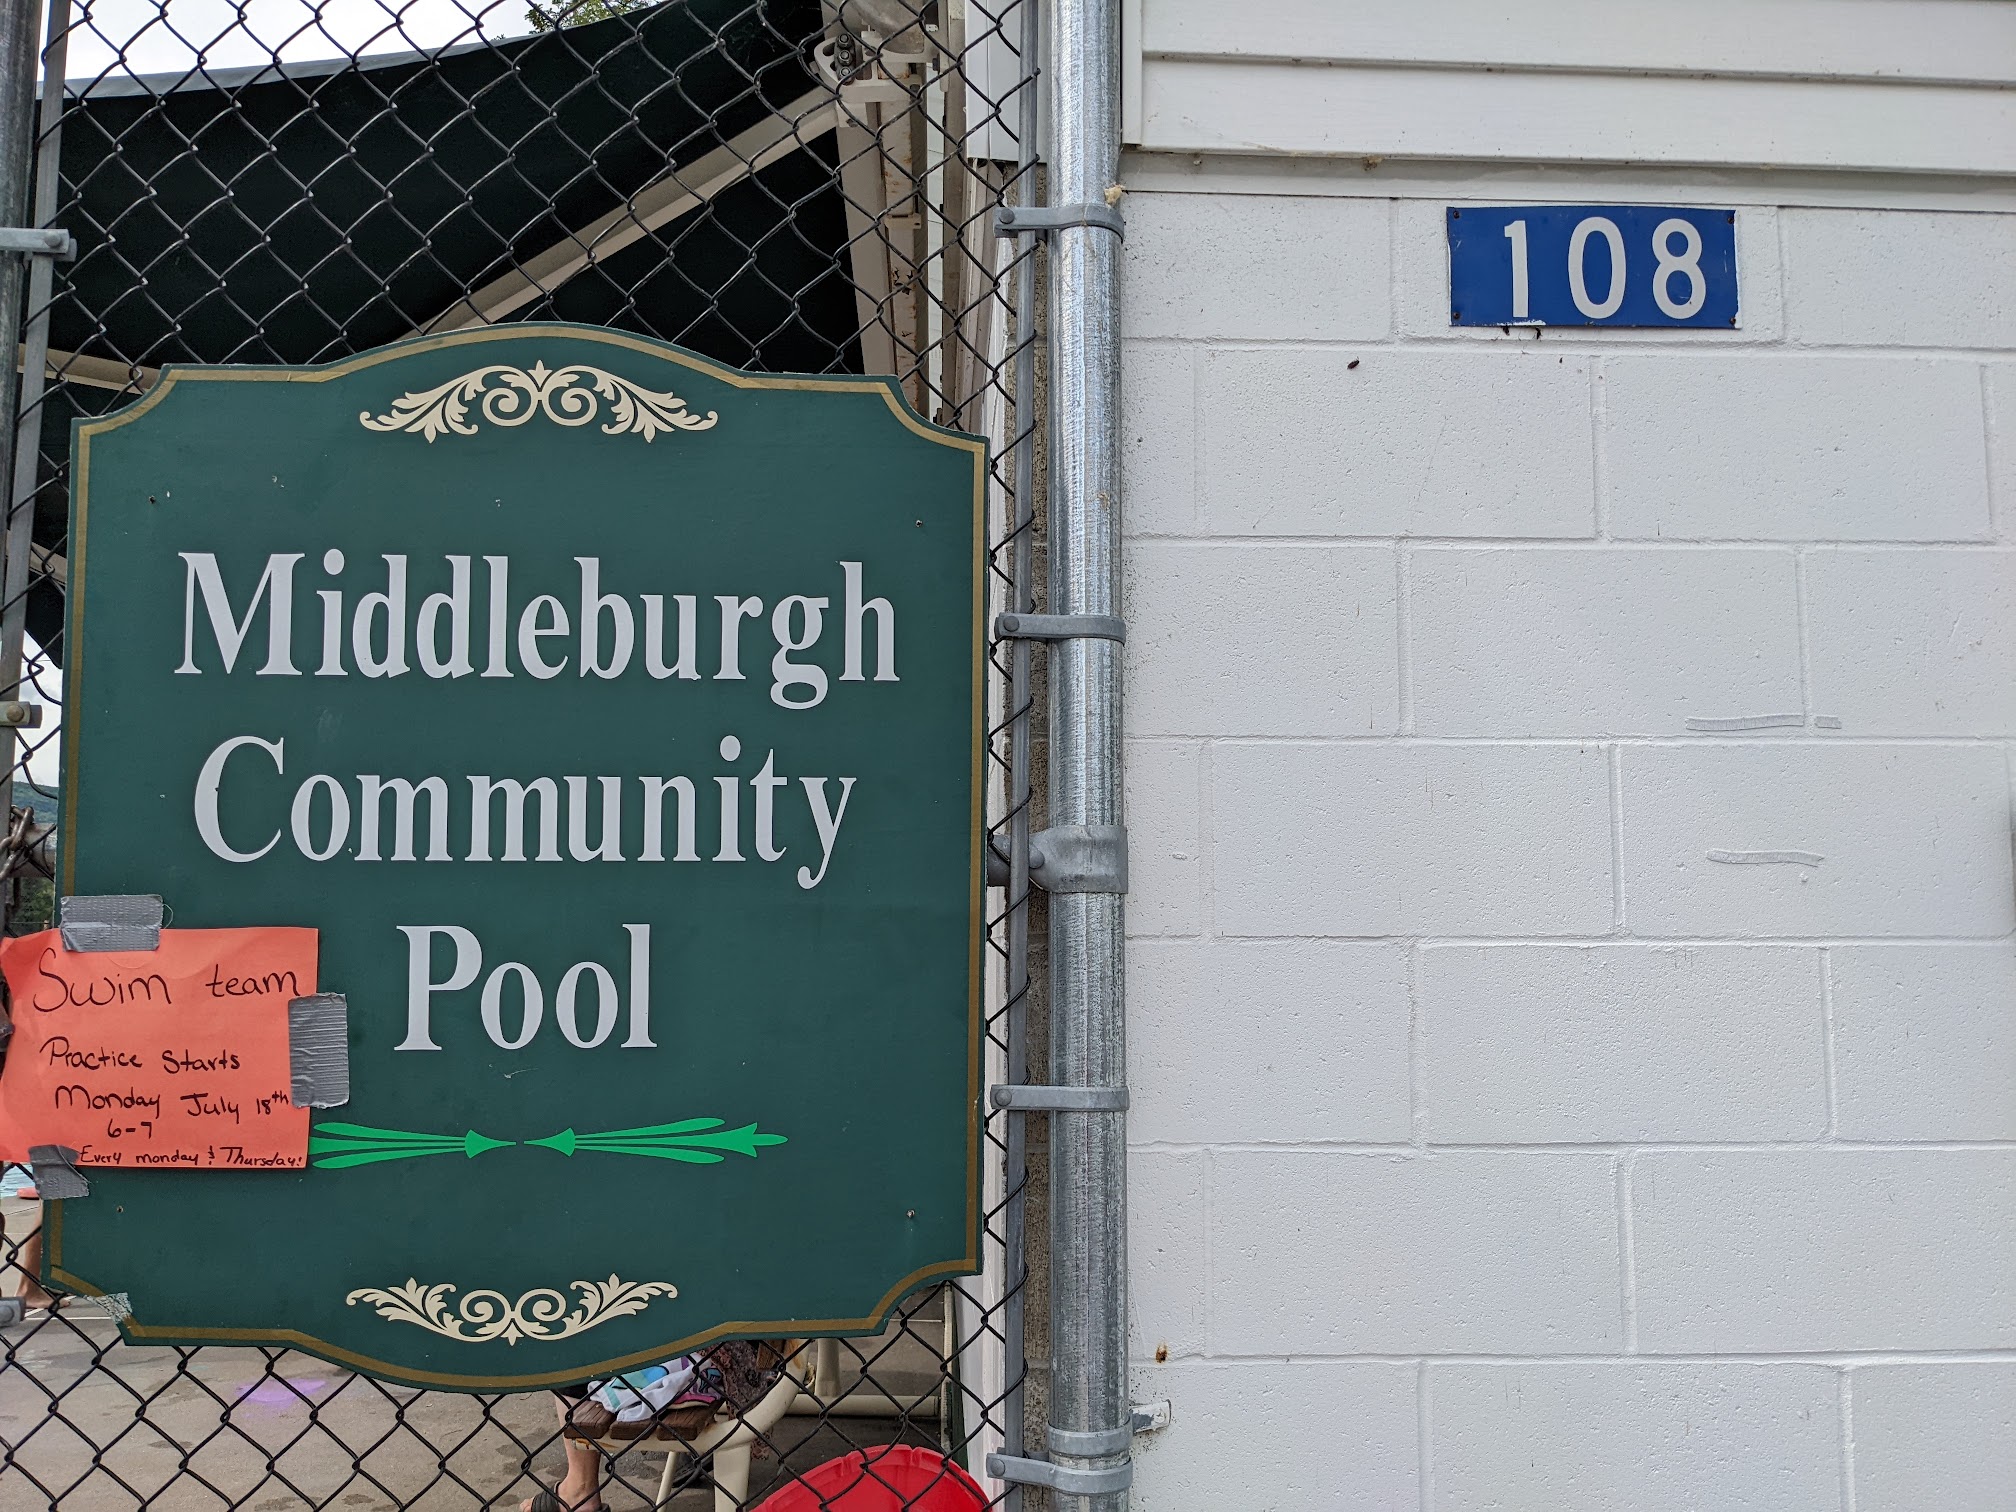 108
Middleburgh
Community
Pool
Swim team
Practice Starts
Monday July 18th
6-7
Every monday & Thursday!